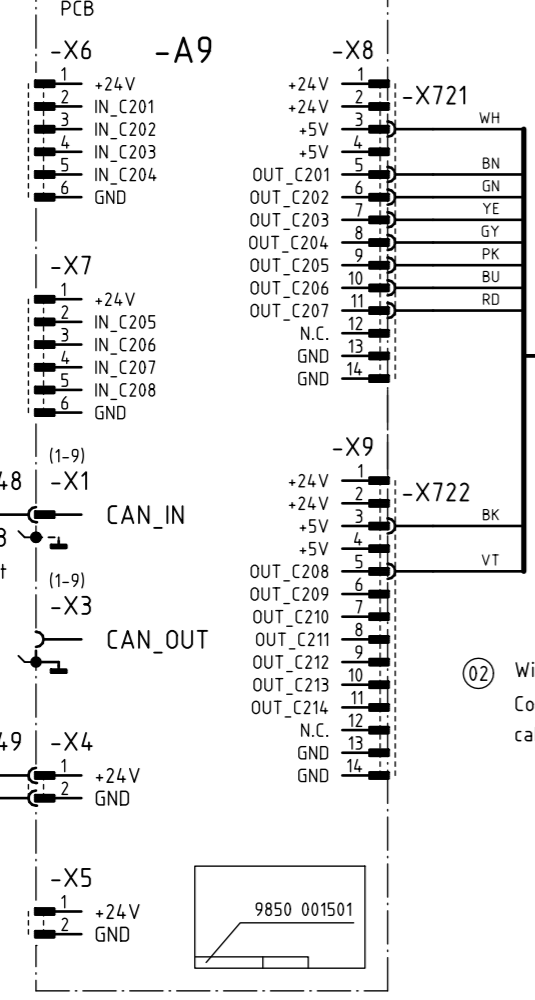 PCB
-A9
-X6
1 +24V
2 IN_C201
3 IN_C202
4 IN_C203
5 IN_C204
6 GND
-X7
1 +24V
2 IN_C205
3 IN_C206
4 IN_C207
5 IN_C208
6 GND
(1-9)
48 -X1
CAN_IN
(1-9)
-X3
CAN_OUT
49 -X4
1 +24V
2 GND
-X5
1 +24V
2 GND
-X8
-X721
+24V 1
+24V 2
+5V 3 WH
+5V 4
OUT_C201 5 BN
OUT_C202 6 GN
OUT_C203 7 YE
OUT_C204 8 GY
OUT_C205 9 PK
OUT_C206 10 BU
OUT_C207 11 RD
N.C. 12
GND 13
GND 14
-X9
-X722
+24V 1
+24V 2
+5V 3 BK
+5V 4
OUT_C208 5 VT
OUT_C209 6
OUT_C210 7
OUT_C211 8
OUT_C212 9
OUT_C213 10
OUT_C214 11
N.C. 12
GND 13
GND 14
02 Wi
Co
ca
9850 001501